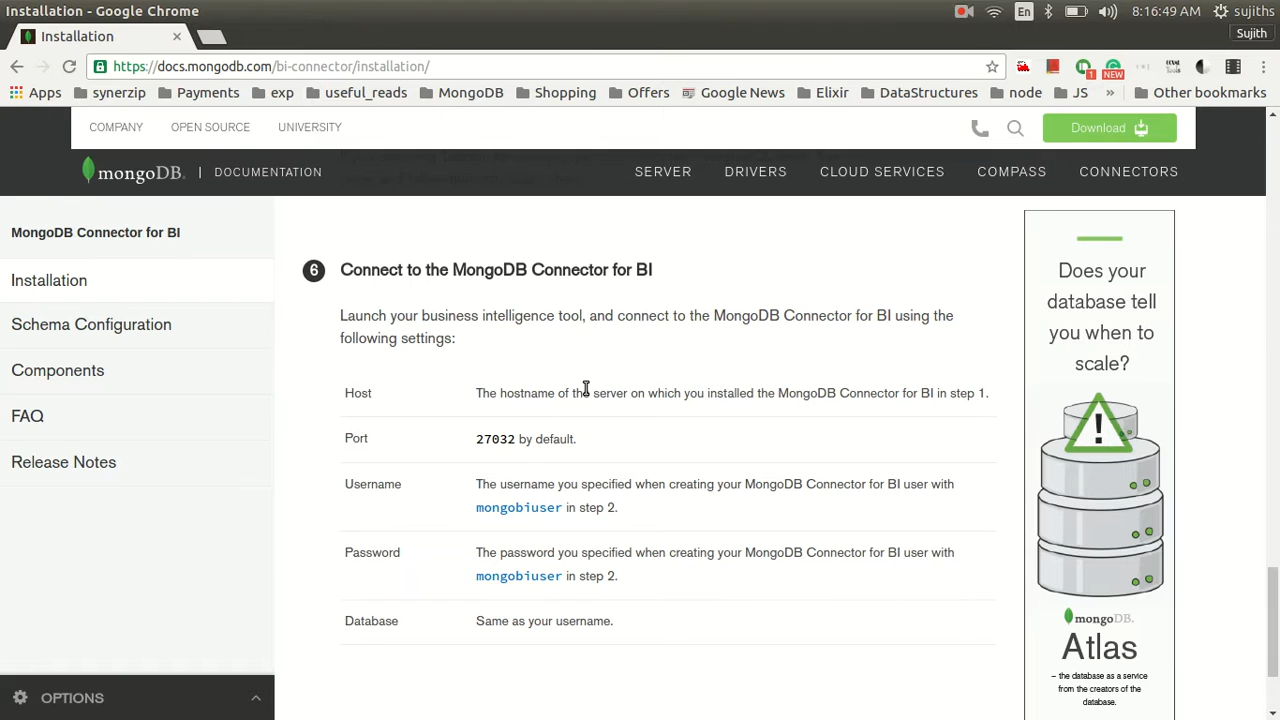 Installation - Google Chrome
En
8:16:49 AM
sujiths
Installation
Sujith
https://docs.mongodb.com/bi-connector/installation/
1
NEW
Apps
synerzip
Payments
exp
useful_reads
MongoDB
Shopping
Offers
Google News
Elixir
DataStructures
node
JS
»
Other bookmarks
COMPANY
OPEN SOURCE
UNIVERSITY
Download
mongoDB.
DOCUMENTATION
SERVER
DRIVERS
CLOUD SERVICES
COMPASS
CONNECTORS
MongoDB Connector for BI
Installation
Schema Configuration
Components
FAQ
Release Notes
OPTIONS
6 Connect to the MongoDB Connector for BI
Launch your business intelligence tool, and connect to the MongoDB Connector for BI using the
following settings:
Host The hostname of the server on which you installed the MongoDB Connector for BI in step 1.
Port 27032 by default.
Username The username you specified when creating your MongoDB Connector for BI user with
mongobiuser in step 2.
Password The password you specified when creating your MongoDB Connector for BI user with
mongobiuser in step 2.
Database Same as your username.
Does your
database tell
you when to
scale?
!
mongoDB.
Atlas
– the database as a service
from the creators of the
database.